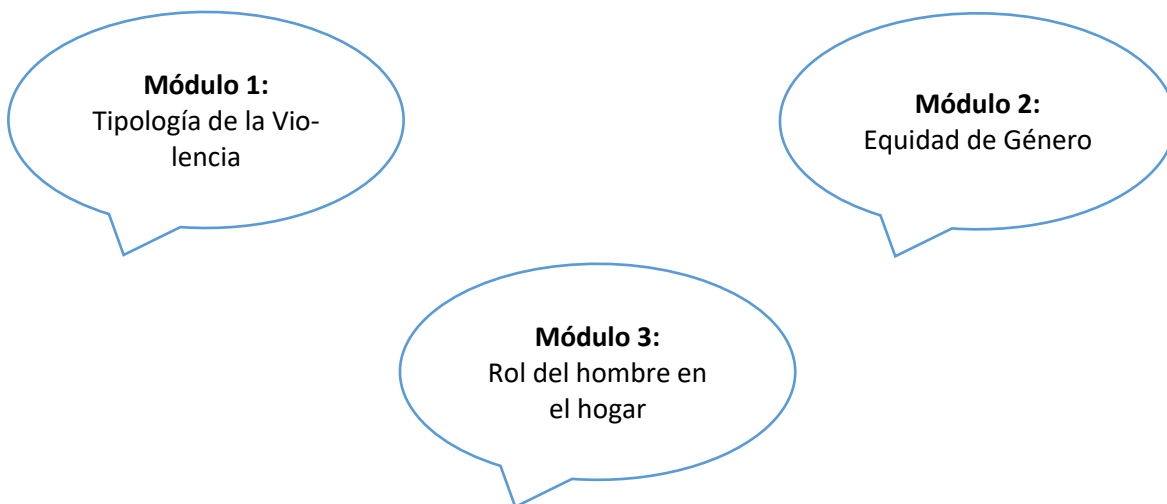 Módulo 1:
Tipología de la Vio-
lencia
Módulo 2:
Equidad de Género
Módulo 3:
Rol del hombre en
el hogar